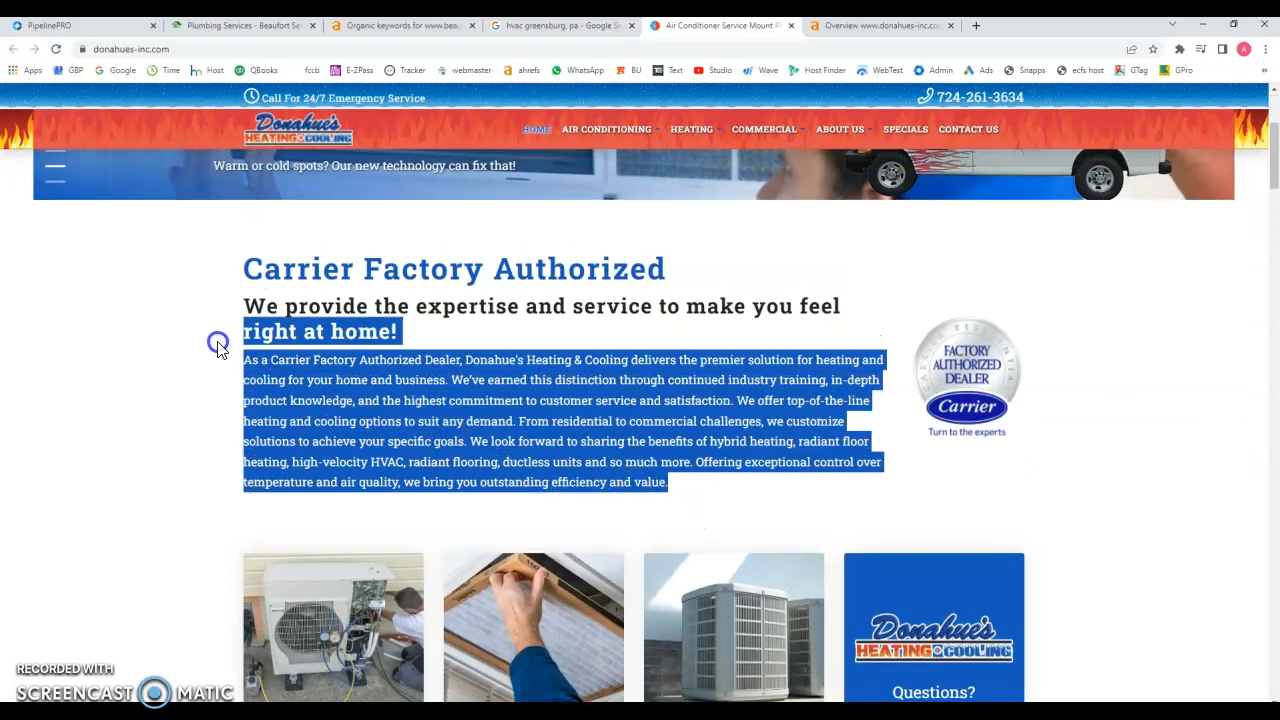 PipelinePRO
Plumbing Services - Beaufort Ser
Organic keywords for www.beau
hvac greensburg, pa - Google Se
Air Conditioner Service Mount Pl
Overview www.donahues-inc.com
donahues-inc.com
A
Apps GBP Google Time Host QBooks fccb E-ZPass Tracker webmaster ahrefs WhatsApp BU Text Studio Wave Host Finder WebTest Admin Ads Snapps ecfs host GTag GPro
Call For 24/7 Emergency Service
724-261-3634
Donahue's
HEATING & COOLING
HOME AIR CONDITIONING HEATING COMMERCIAL ABOUT US SPECIALS CONTACT US
Warm or cold spots? Our new technology can fix that!
Carrier Factory Authorized
We provide the expertise and service to make you feel
right at home!
As a Carrier Factory Authorized Dealer, Donahue's Heating & Cooling delivers the premier solution for heating and
cooling for your home and business. We've earned this distinction through continued industry training, in-depth
product knowledge, and the highest commitment to customer service and satisfaction. We offer top-of-the-line
heating and cooling options to suit any demand. From residential to commercial challenges, we customize
solutions to achieve your specific goals. We look forward to sharing the benefits of hybrid heating, radiant floor
heating, high-velocity HVAC, radiant flooring, ductless units and so much more. Offering exceptional control over
temperature and air quality, we bring you outstanding efficiency and value.
FACTORY
AUTHORIZED
DEALER
Carrier
Turn to the experts
Donahue's
HEATING & COOLING
Questions?
RECORDED WITH
SCREENCAST MATIC